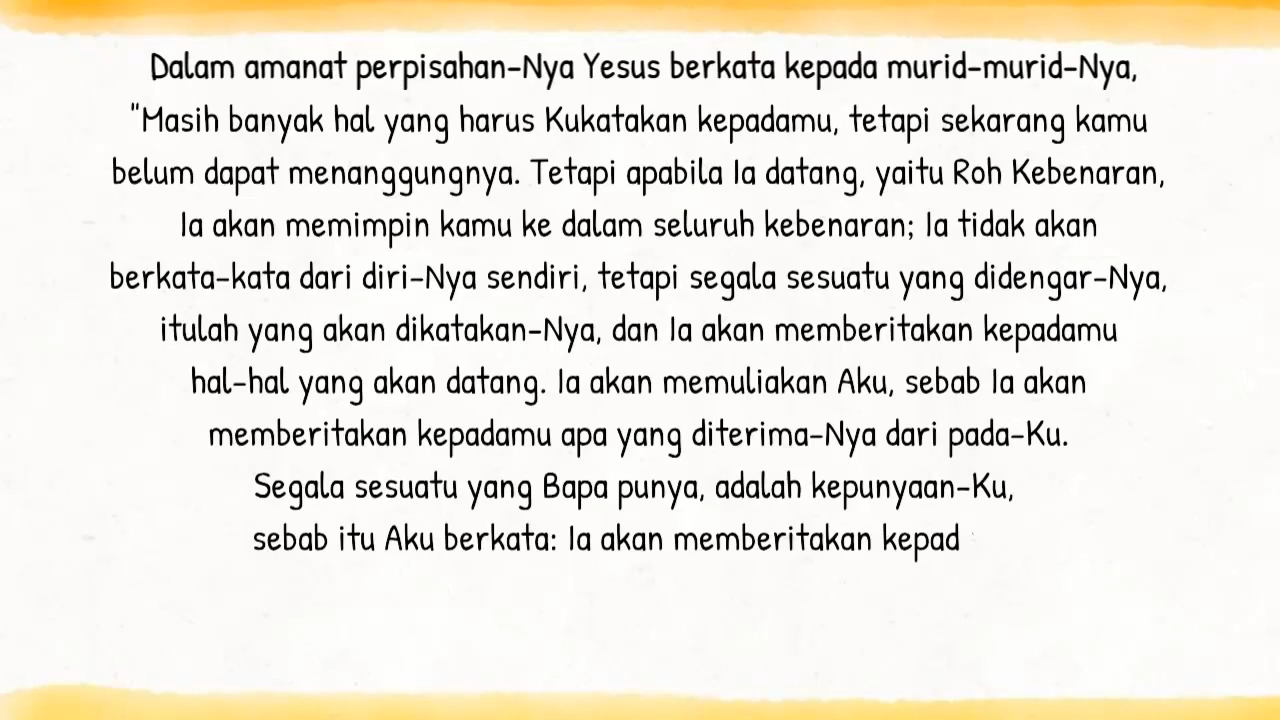 Dalam amanat perpisahan-Nya Yesus berkata kepada murid-murid-Nya,
"Masih banyak hal yang harus Kukatakan kepadamu, tetapi sekarang kamu
belum dapat menanggungnya. Tetapi apabila Ia datang, yaitu Roh Kebenaran,
Ia akan memimpin kamu ke dalam seluruh kebenaran; Ia tidak akan
berkata-kata dari diri-Nya sendiri, tetapi segala sesuatu yang didengar-Nya,
itulah yang akan dikatakan-Nya, dan Ia akan memberitakan kepadamu
hal-hal yang akan datang. Ia akan memuliakan Aku, sebab Ia akan
memberitakan kepadamu apa yang diterima-Nya dari pada-Ku.
Segala sesuatu yang Bapa punya, adalah kepunyaan-Ku,
sebab itu Aku berkata: Ia akan memberitakan kepad